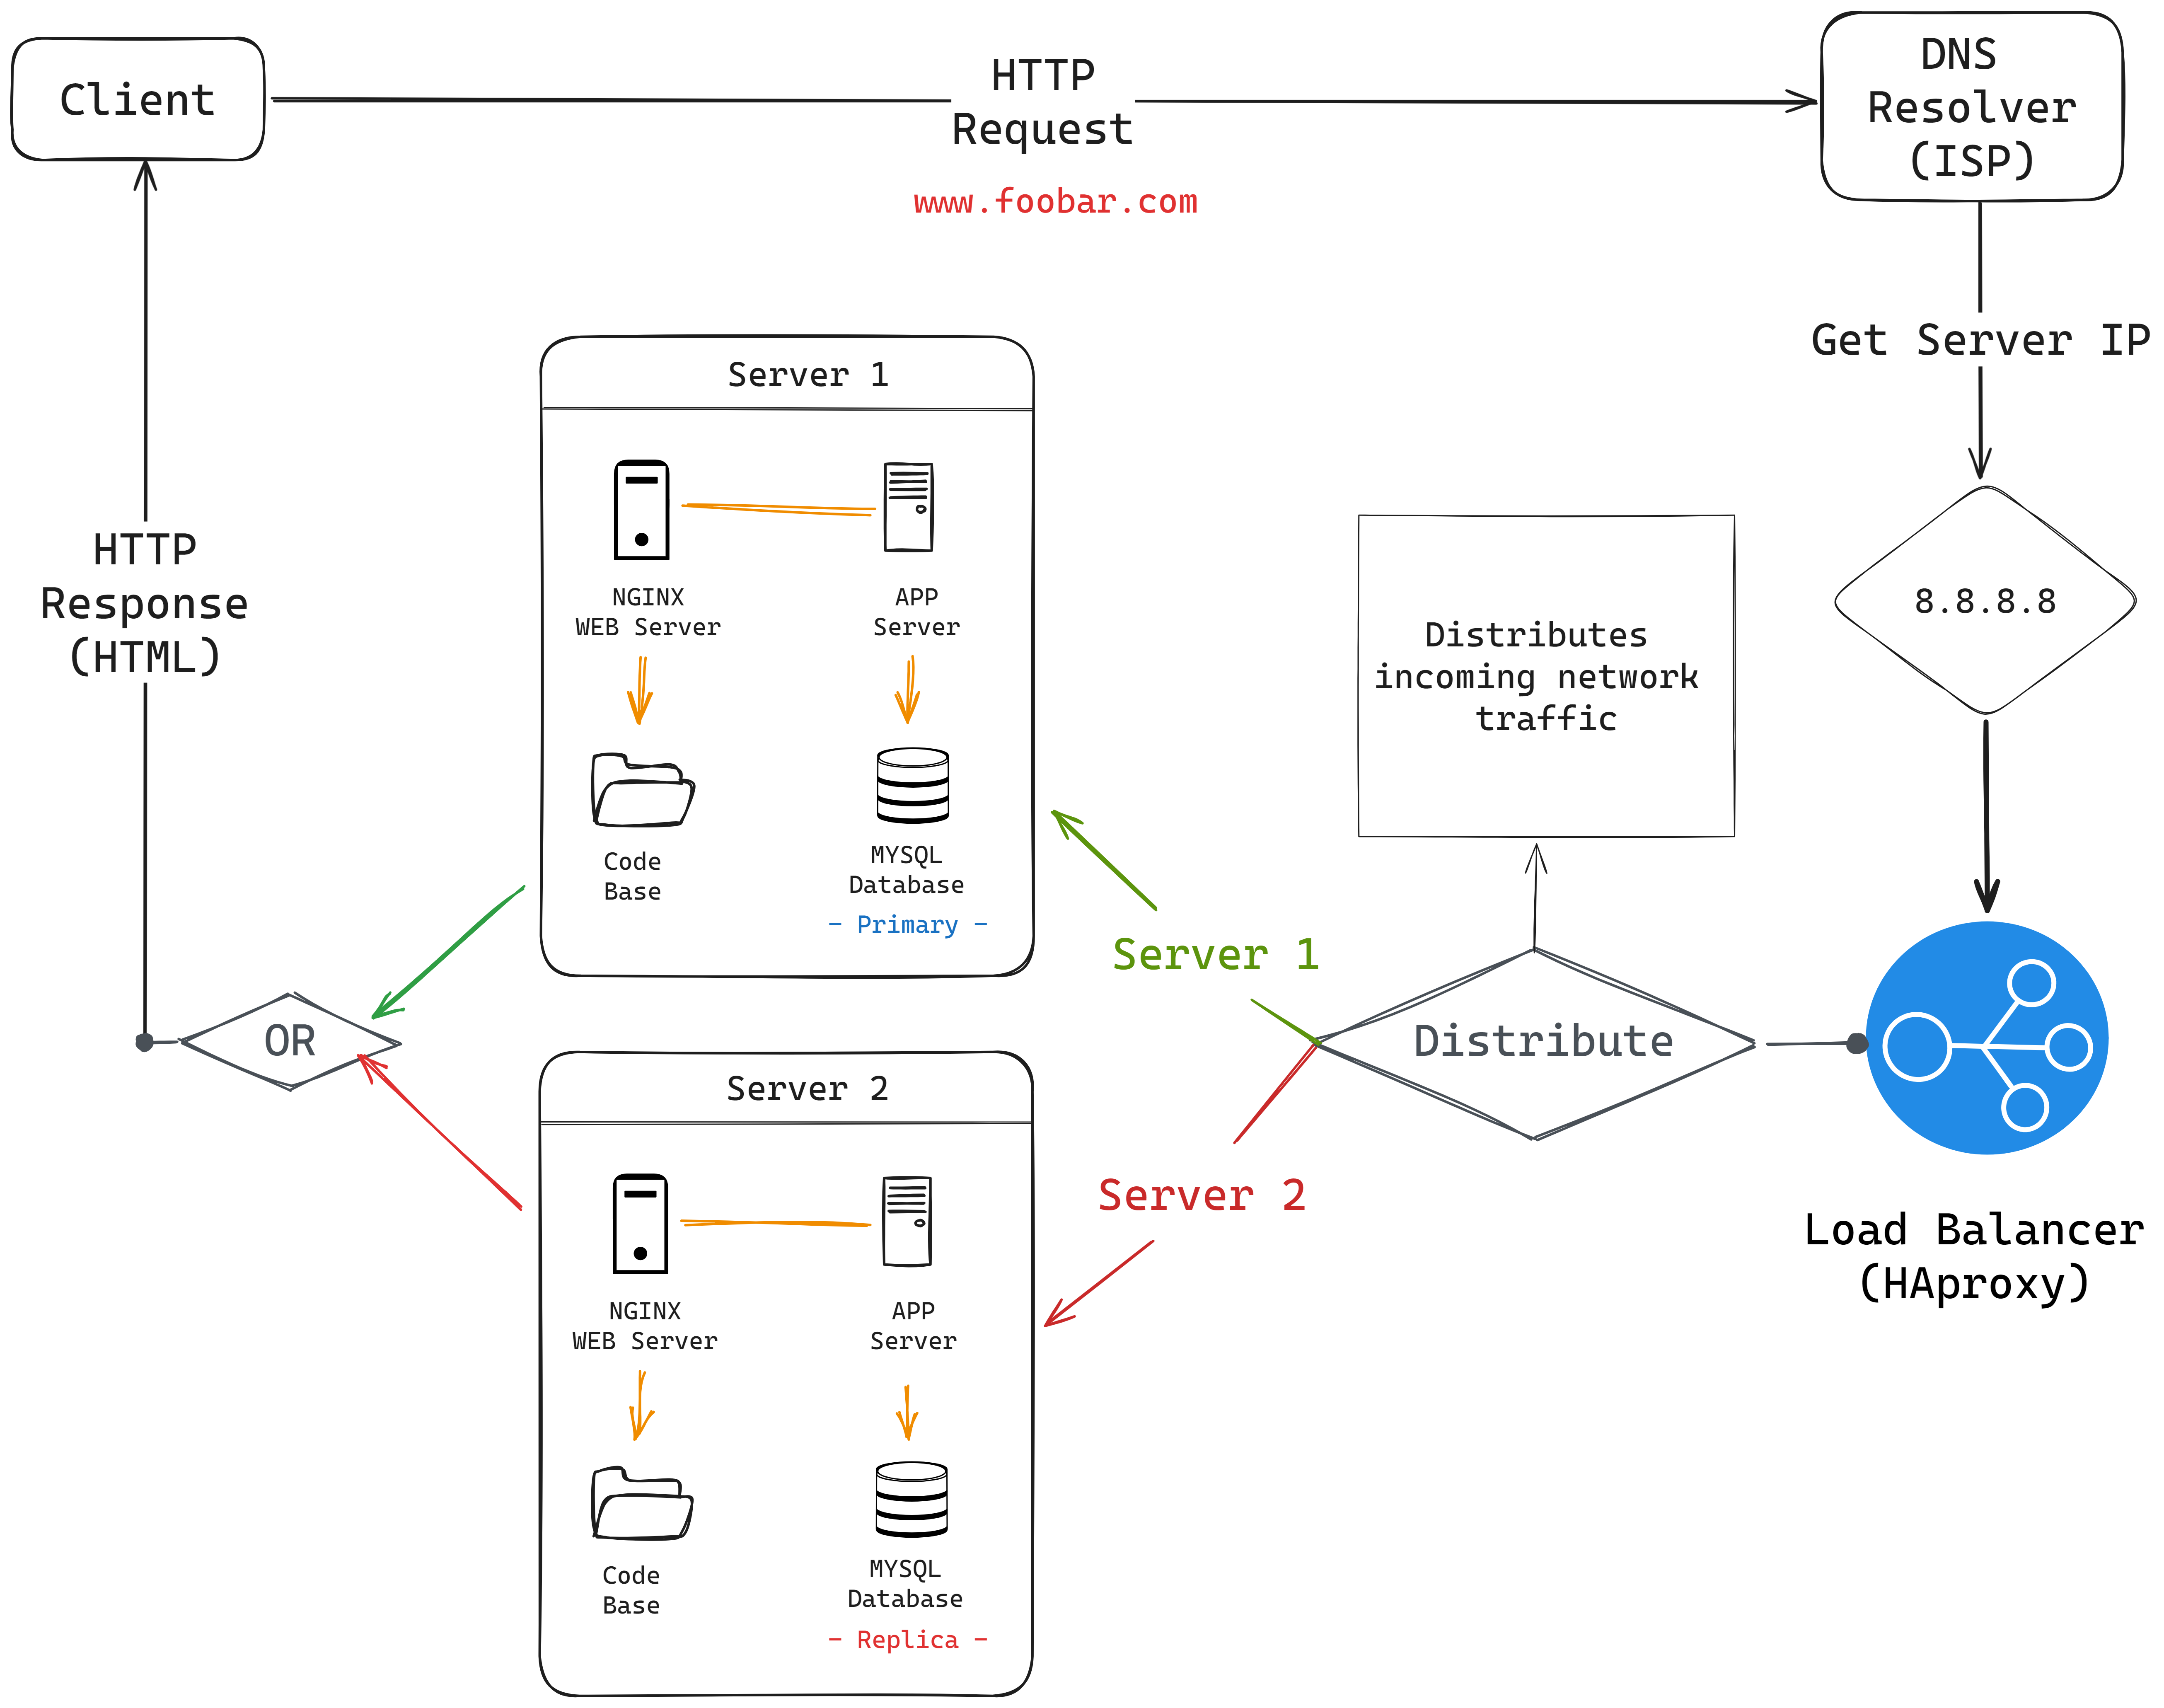 Client
HTTP
Request
www.foobar.com
DNS
Resolver
(ISP)
Get Server IP
8.8.8.8
Load Balancer
(HAproxy)
Distribute
Distributes
incoming network
traffic
Server 1
Server 2
Server 1
NGINX
WEB Server
APP
Server
Code
Base
MYSQL
Database
- Primary -
Server 2
NGINX
WEB Server
APP
Server
Code
Base
MYSQL
Database
- Replica -
OR
HTTP
Response
(HTML)